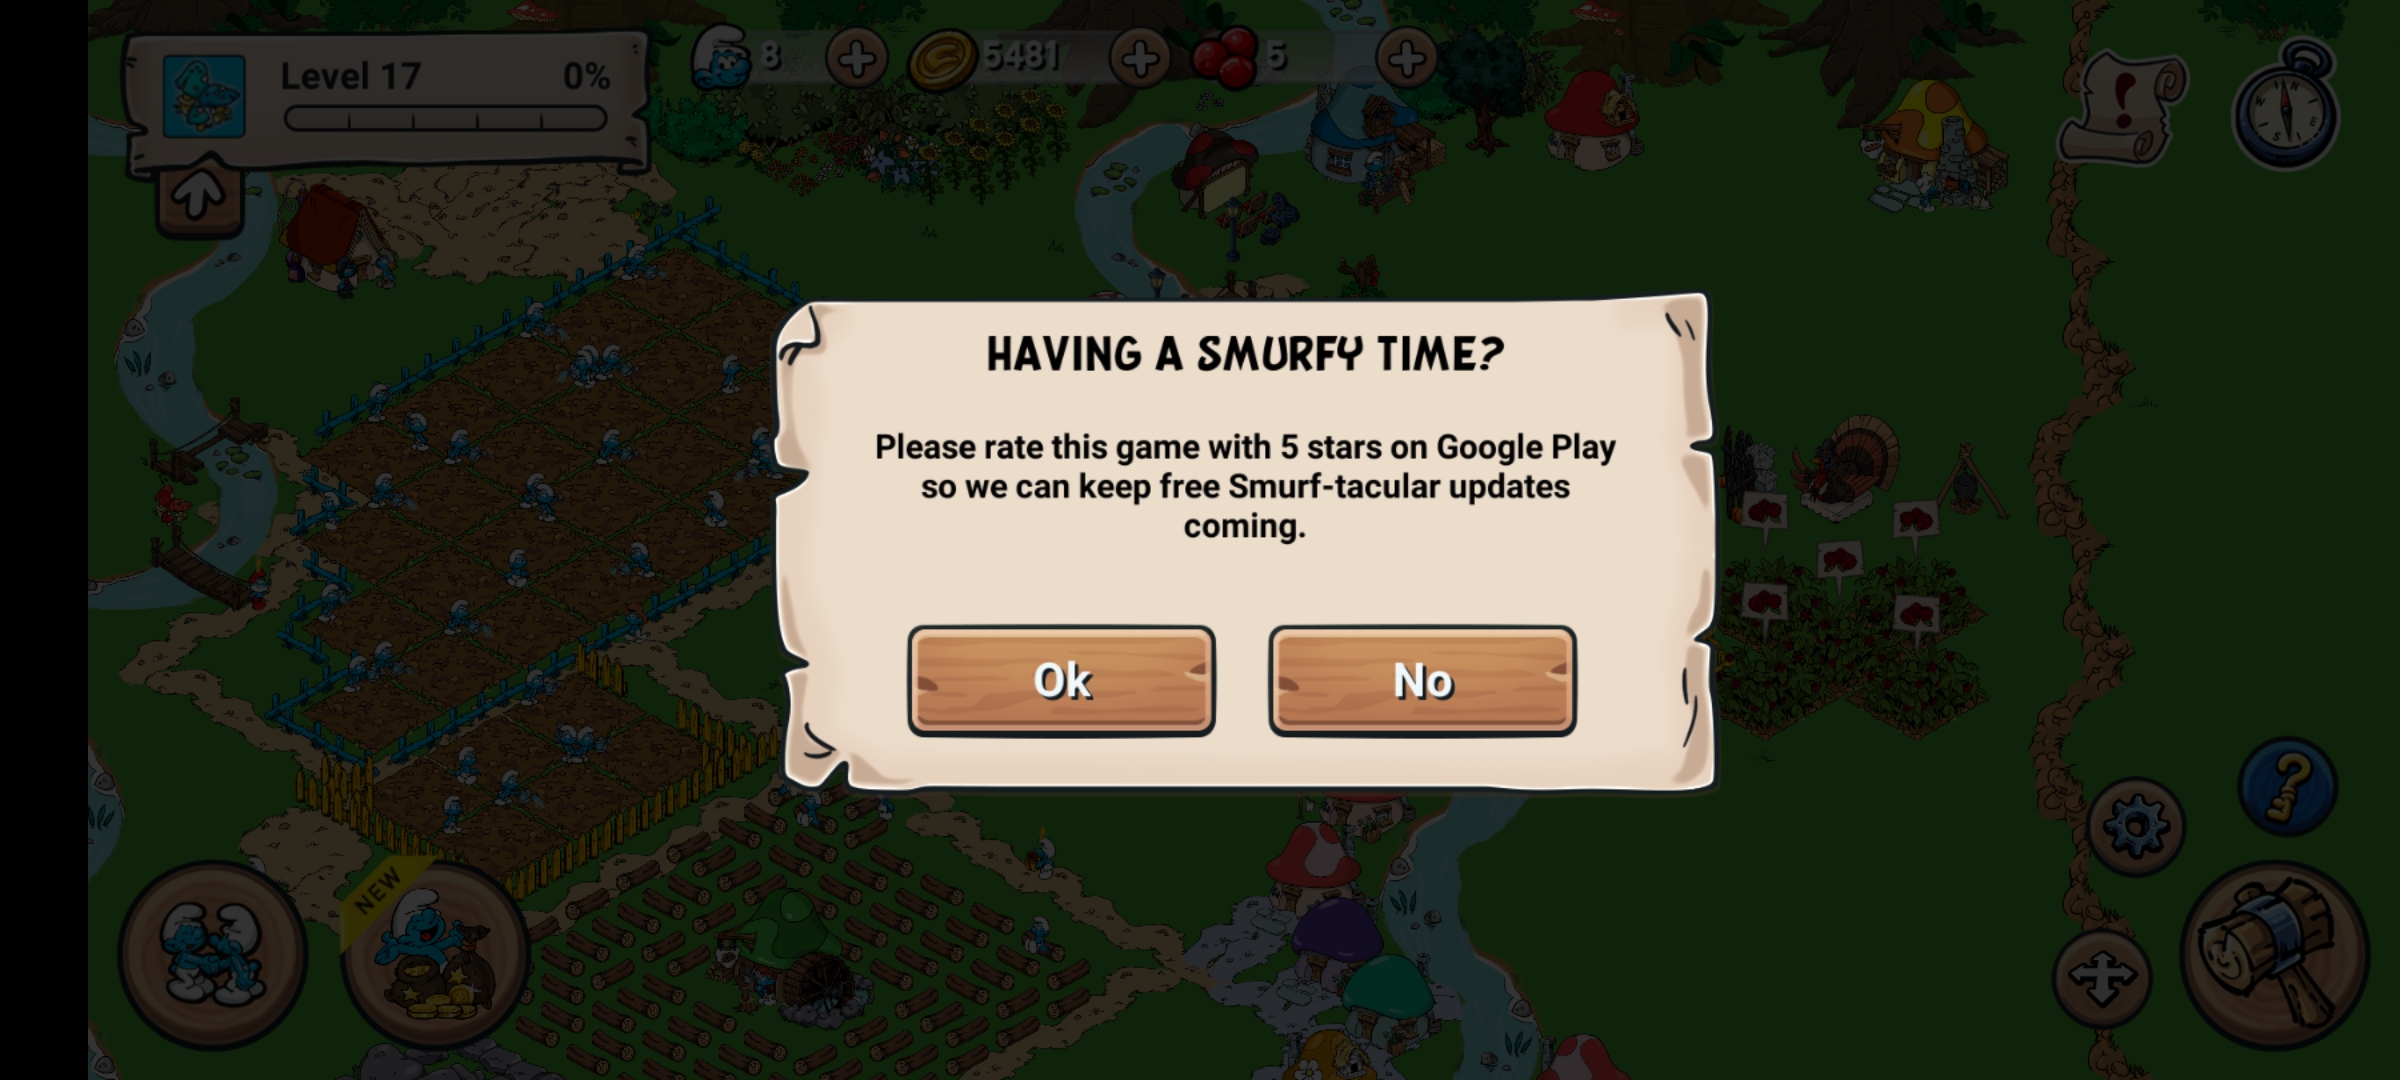 Level 17 0%
8
5481
5
HAVING A SMURFY TIME?
Please rate this game with 5 stars on Google Play
so we can keep free Smurf-tacular updates
coming.
Ok
No
NEW